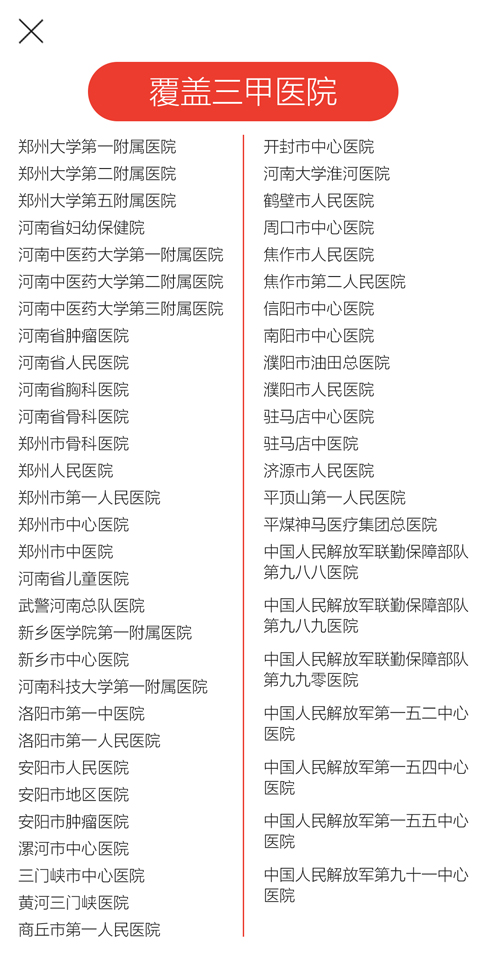 覆盖三甲医院
郑州大学第一附属医院
郑州大学第二附属医院
郑州大学第五附属医院
河南省妇幼保健院
河南中医药大学第一附属医院
河南中医药大学第二附属医院
河南中医药大学第三附属医院
河南省肿瘤医院
河南省人民医院
河南省胸科医院
河南省骨科医院
郑州市骨科医院
郑州人民医院
郑州市第一人民医院
郑州市中心医院
郑州市中医院
河南省儿童医院
武警河南总队医院
新乡医学院第一附属医院
新乡市中心医院
河南科技大学第一附属医院
洛阳市第一中医院
洛阳市第一人民医院
安阳市人民医院
安阳市地区医院
安阳市肿瘤医院
漯河市中心医院
三门峡市中心医院
黄河三门峡医院
商丘市第一人民医院
开封市中心医院
河南大学淮河医院
鹤壁市人民医院
周口市中心医院
焦作市人民医院
焦作市第二人民医院
信阳市中心医院
南阳市中心医院
濮阳市油田总医院
濮阳市人民医院
驻马店中心医院
驻马店中医院
济源市人民医院
平顶山第一人民医院
平煤神马医疗集团总医院
中国人民解放军联勤保障部队
第九八八医院
中国人民解放军联勤保障部队
第九八九医院
中国人民解放军联勤保障部队
第九九零医院
中国人民解放军第一五二中心
医院
中国人民解放军第一五四中心
医院
中国人民解放军第一五五中心
医院
中国人民解放军第九十一中心
医院